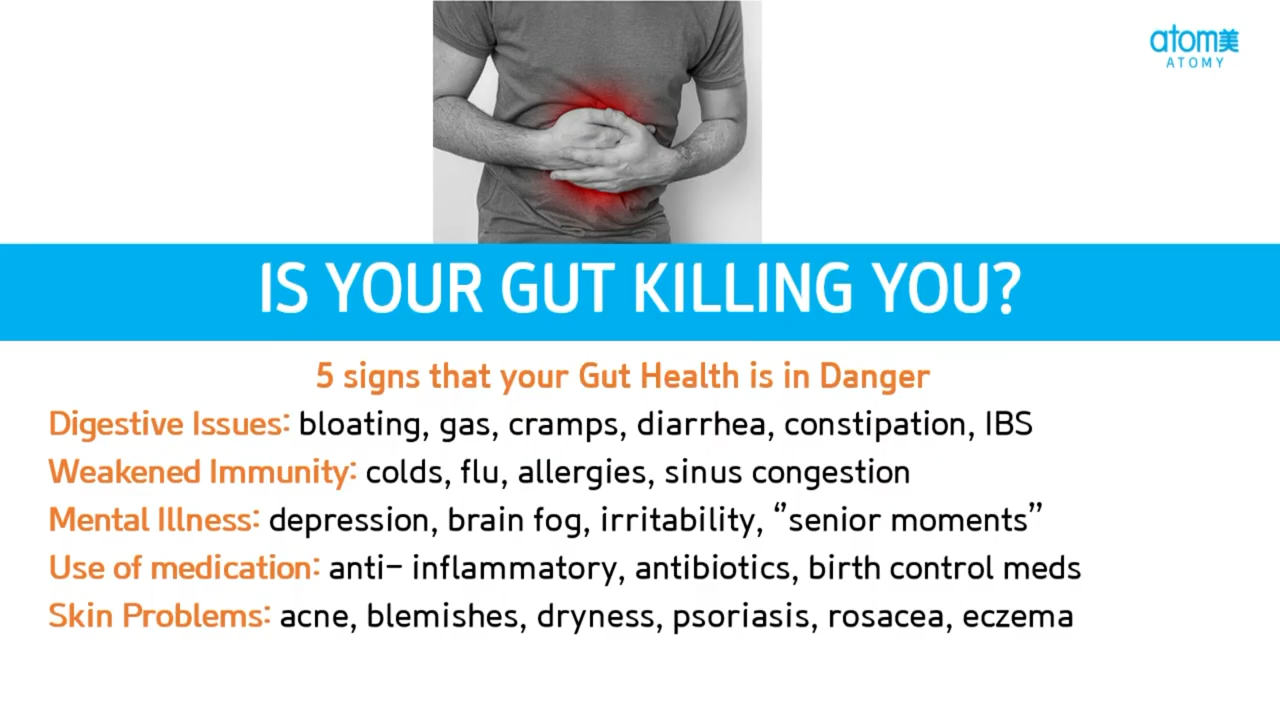 atom美
ATOMY
IS YOUR GUT KILLING YOU?
5 signs that your Gut Health is in Danger
Digestive Issues: bloating, gas, cramps, diarrhea, constipation, IBS
Weakened Immunity: colds, flu, allergies, sinus congestion
Mental Illness: depression, brain fog, irritability, “senior moments”
Use of medication: anti- inflammatory, antibiotics, birth control meds
Skin Problems: acne, blemishes, dryness, psoriasis, rosacea, eczema